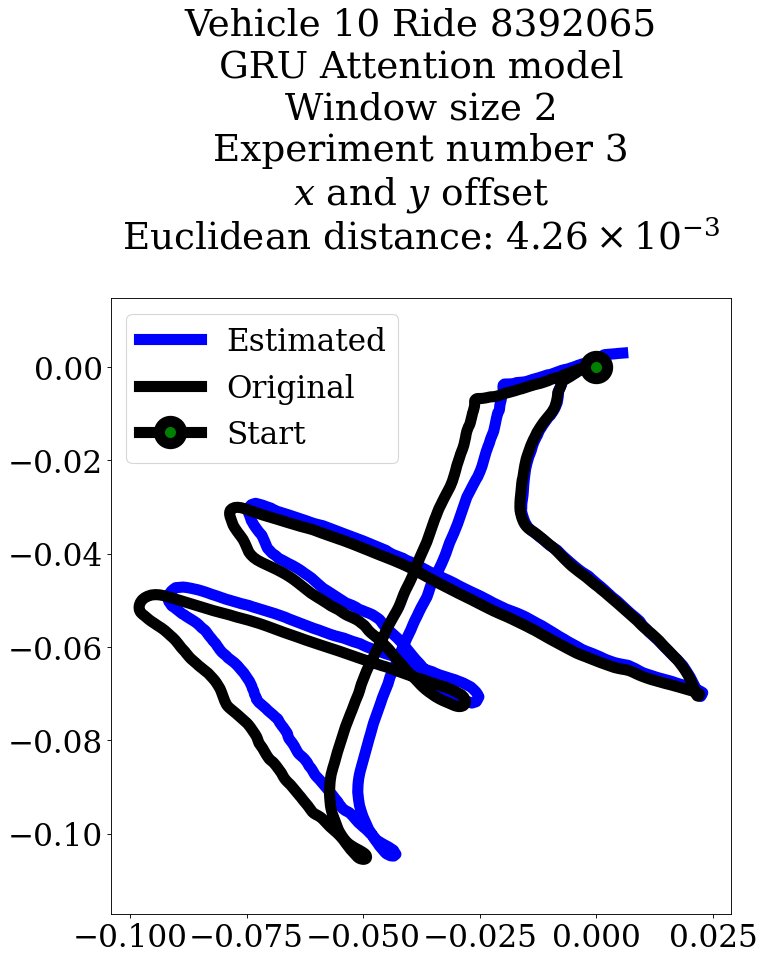 Vehicle 10 Ride 8392065
GRU Attention model
Window size 2
Experiment number 3
x and y offset
Euclidean distance: 4.26 × 10⁻³
Estimated
Original
Start
0.00
−0.02
−0.04
−0.06
−0.08
−0.10
−0.100 −0.075 −0.050 −0.025 0.000 0.025